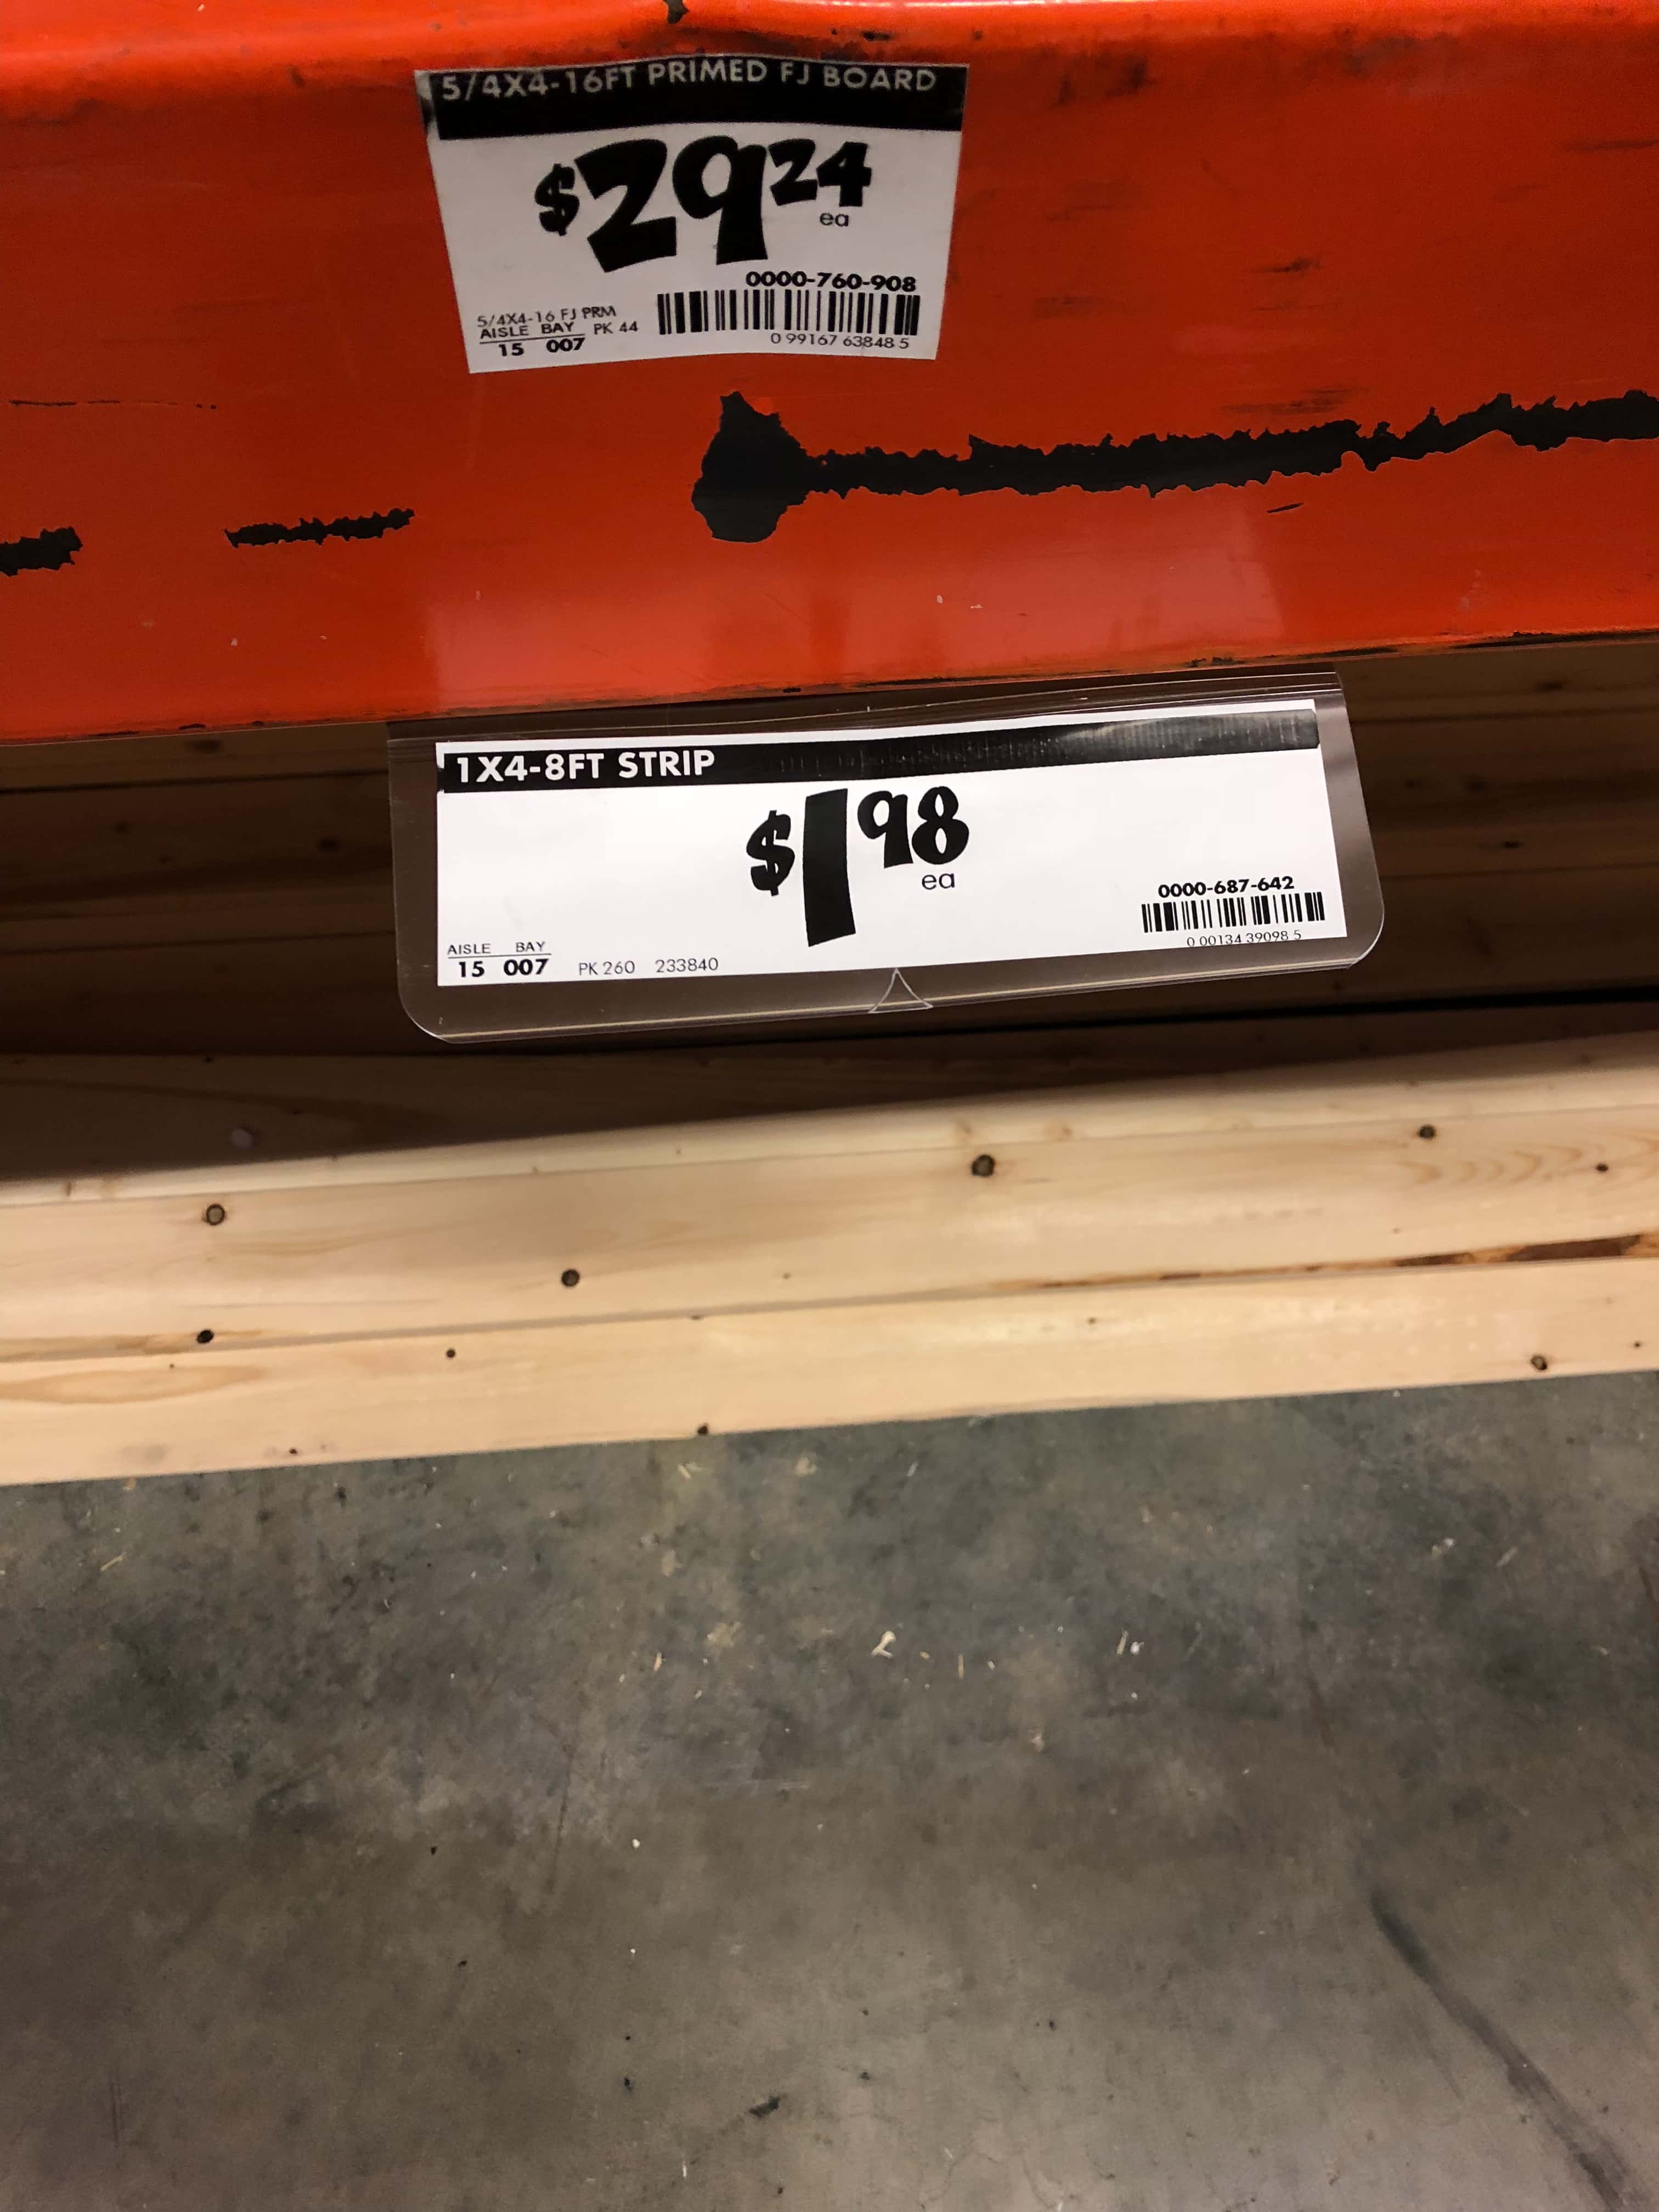 5/4X4-16FT PRIMED FJ BOARD
$29 24
ea
0000-760-908
5/4X4-16 FJ PRM
AISLE BAY PK 44
15 007
0 99167 63848 5
1X4-8FT STRIP
$1 98
ea
0000-687-642
0 00134 39098 5
AISLE BAY
15 007 PK 260 233840